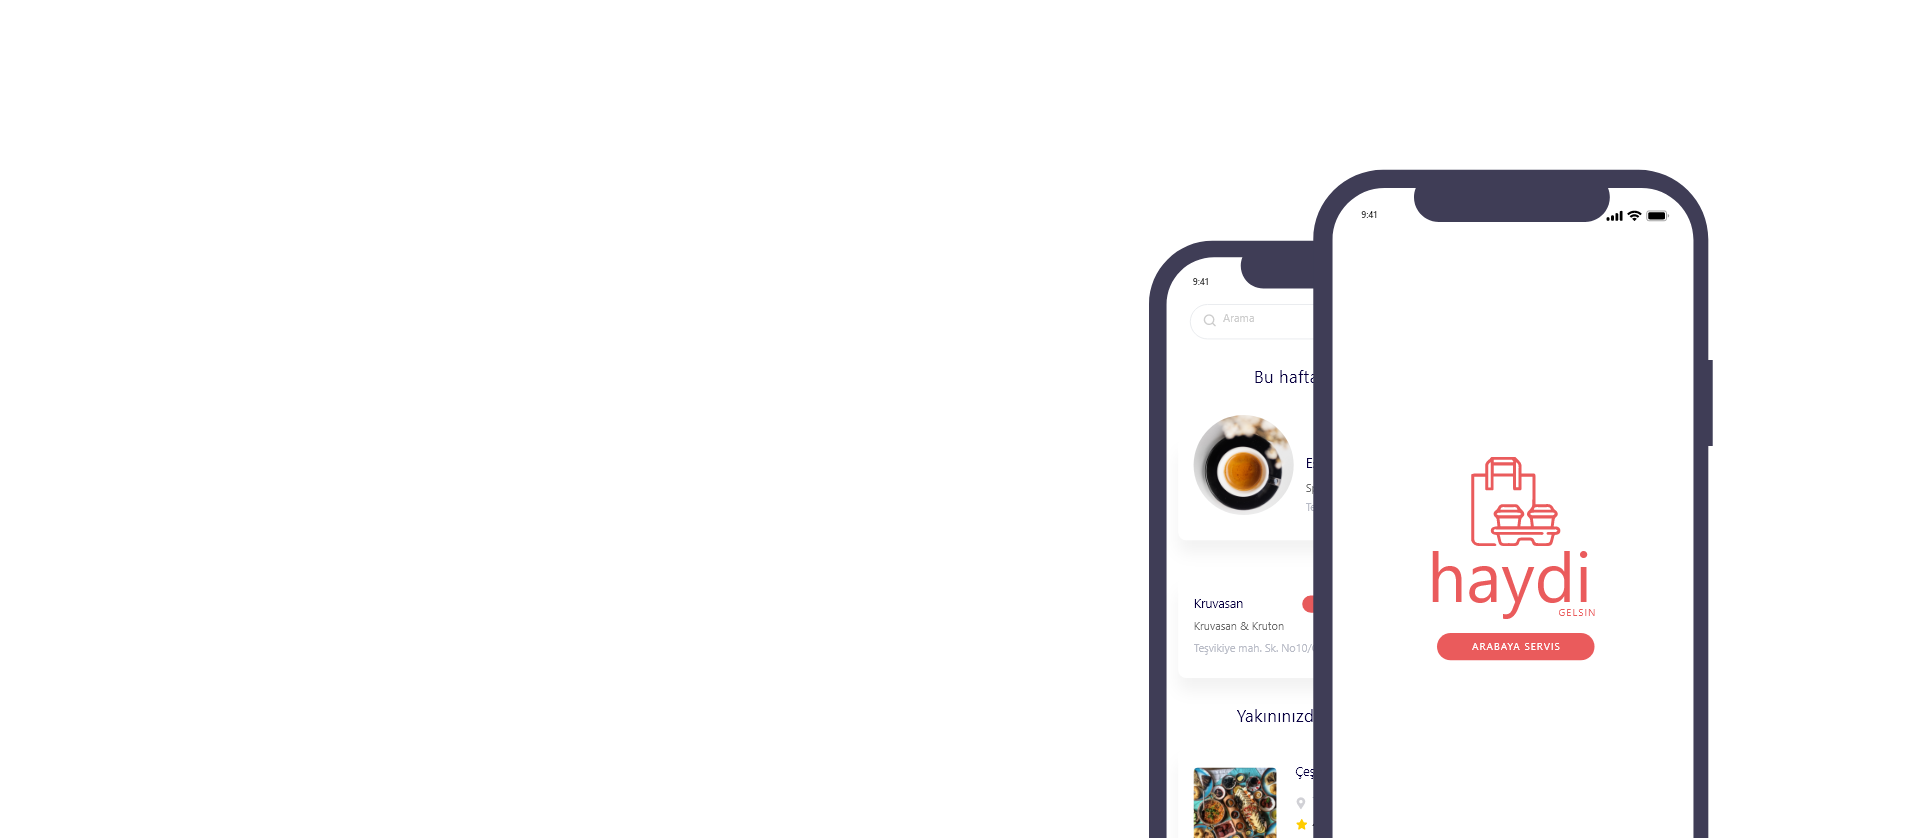 9:41
Arama
Bu hafta
Kruvasan
Kruvasan & Kruton
Teşvikiye mah. Sk. No10/
Yakınınızd
Çeş
9:41
haydi
GELSIN
ARABAYA SERVIS